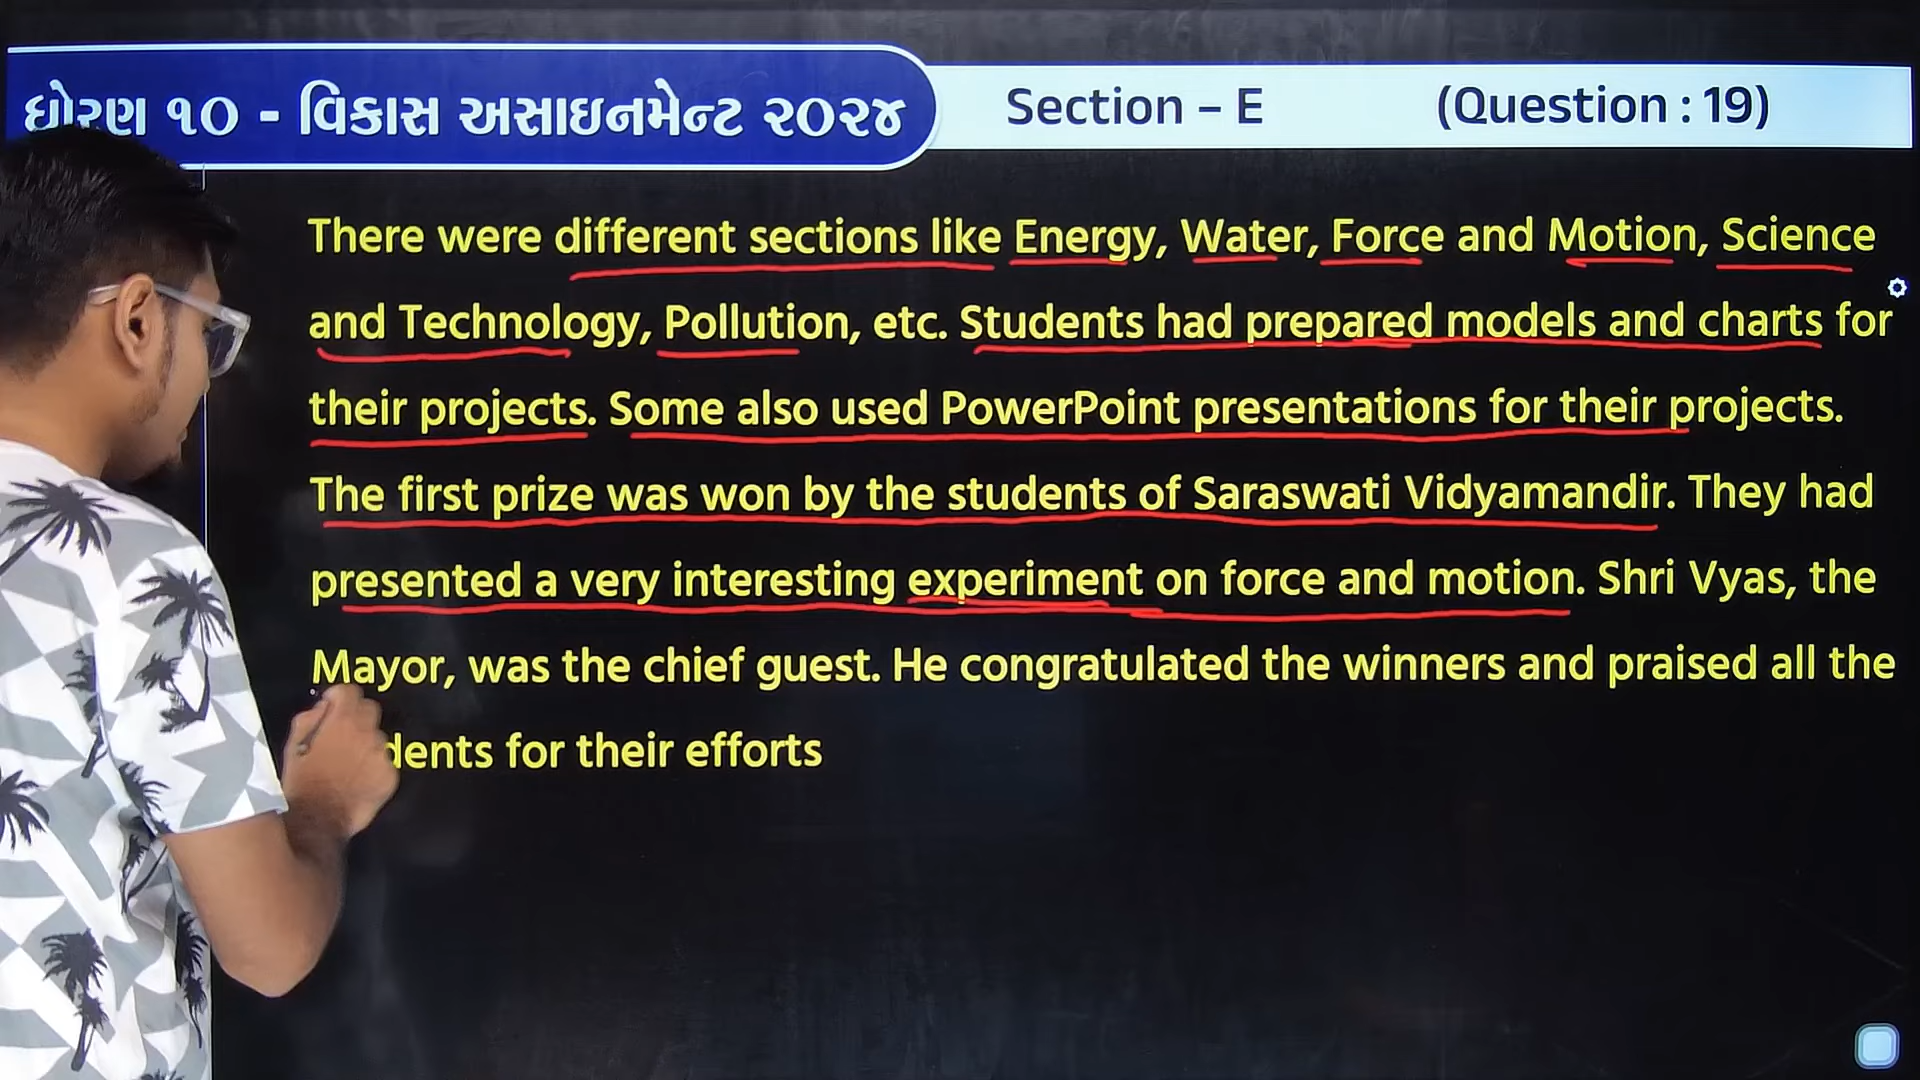 ધોરણ ૧૦ - વિકાસ અસાઇનમેન્ટ ૨૦૨૪
Section – E
(Question : 19)
There were different sections like Energy, Water, Force and Motion, Science
and Technology, Pollution, etc. Students had prepared models and charts for
their projects. Some also used PowerPoint presentations for their projects.
The first prize was won by the students of Saraswati Vidyamandir. They had
presented a very interesting experiment on force and motion. Shri Vyas, the
Mayor, was the chief guest. He congratulated the winners and praised all the
for their efforts